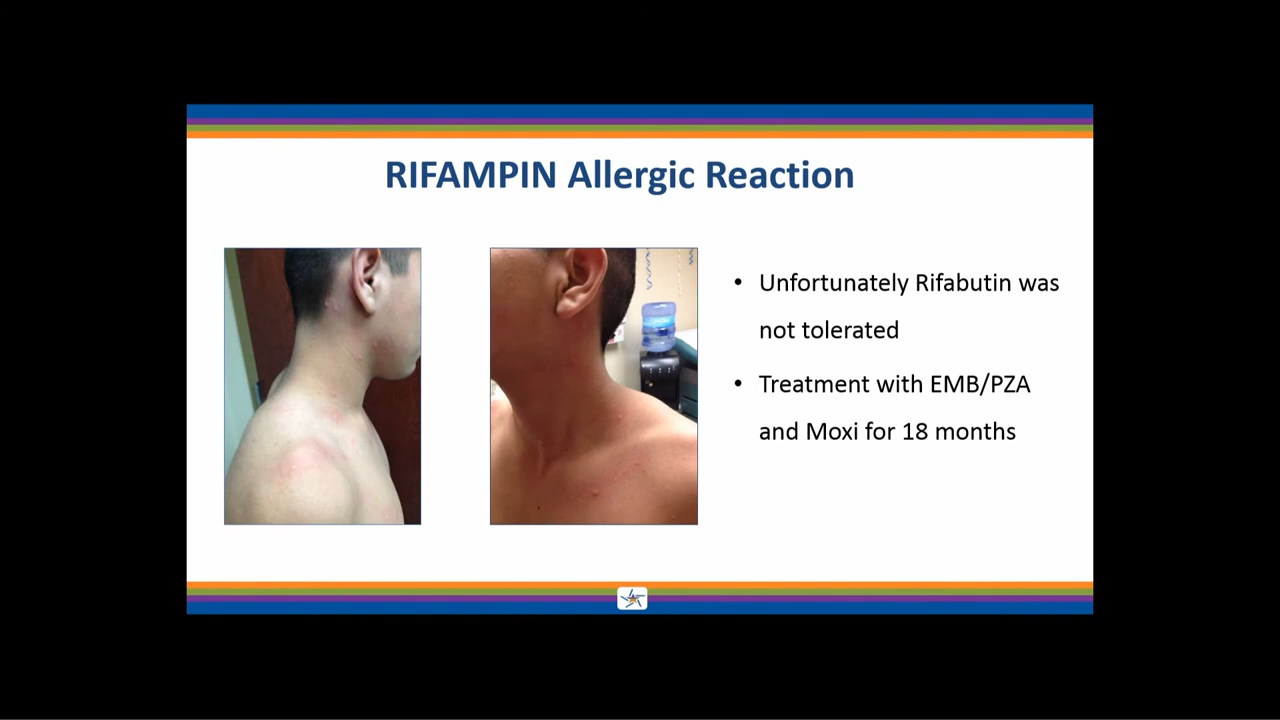 RIFAMPIN Allergic Reaction
• Unfortunately Rifabutin was
not tolerated
• Treatment with EMB/PZA
and Moxi for 18 months